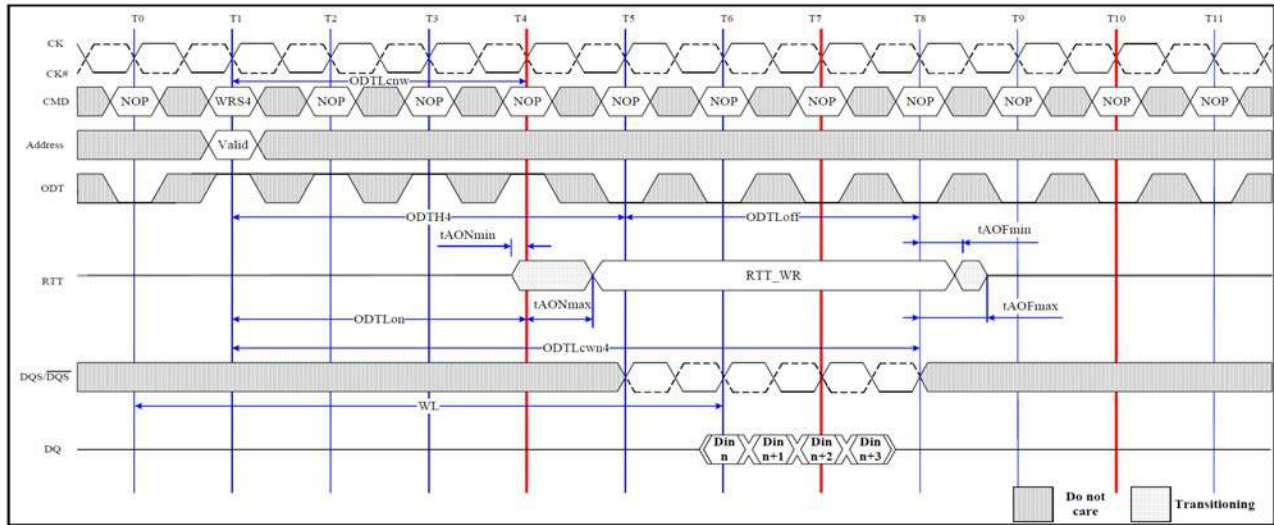 T0 T1 T2 T3 T4 T5 T6 T7 T8 T9 T10 T11
CK
CK#
ODTLcnw
CMD NOP WRS4 NOP NOP NOP NOP NOP NOP NOP NOP NOP NOP
Address Valid
ODT
ODTH4 ODTLoff
tAONmin tAOFmin
RTT RTT_WR
tAONmax tAOFmax
ODTLon
ODTLcwn4
DQS/DQS
WL
DQ Din n Din n+1 Din n+2 Din n+3
Do not care Transitioning